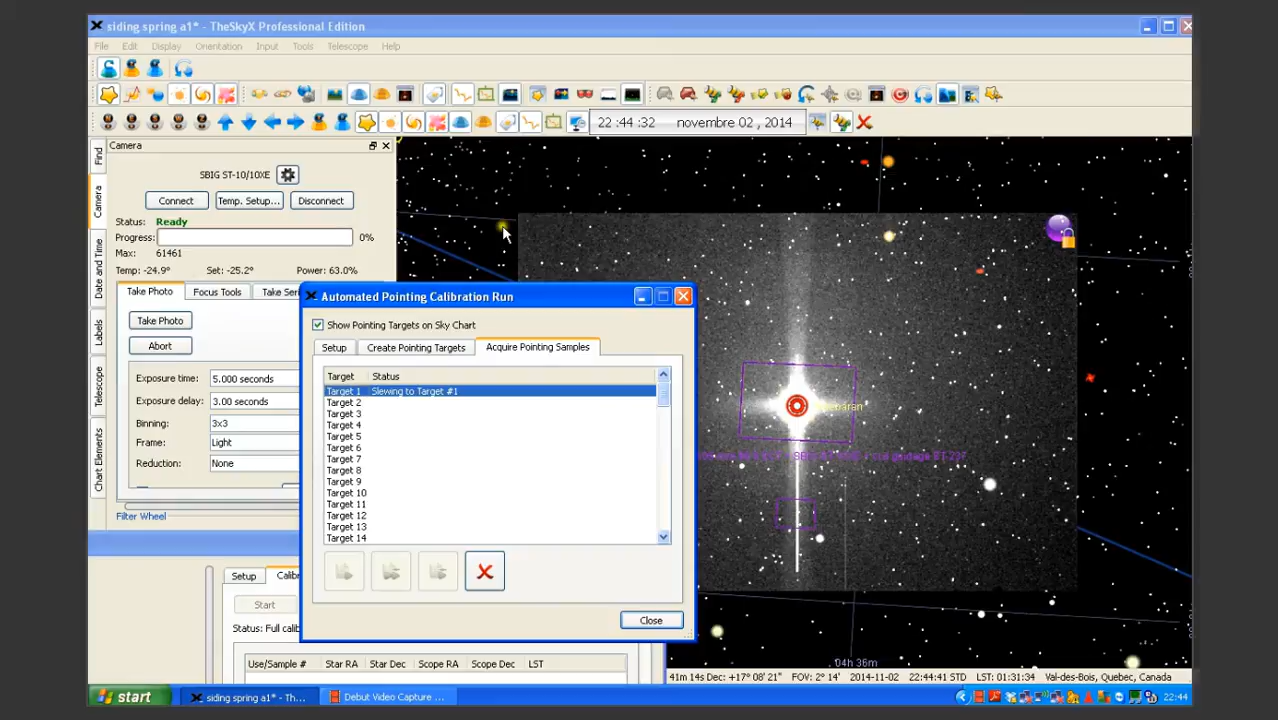 siding spring a1* - TheSkyX Professional Edition
File Edit Display Orientation Input Tools Telescope Help
22 :44 :32 novembre 02 , 2014
Camera
Find
Camera
Date and Time
Labels
Telescope
Chart Elements
SBIG ST-10/10XE
Connect Temp. Setup... Disconnect
Status: Ready
Progress: 0%
Max: 61461
Temp: -24.9° Set: -25.2° Power: 63.0%
Take Photo Focus Tools Take Seri
Take Photo
Abort
Exposure time: 5.000 seconds
Exposure delay: 3.00 seconds
Binning: 3x3
Frame: Light
Reduction: None
Filter Wheel
Automated Pointing Calibration Run
Show Pointing Targets on Sky Chart
Setup Create Pointing Targets Acquire Pointing Samples
Target Status
Target 1 Slewing to Target #1
Target 2
Target 3
Target 4
Target 5
Target 6
Target 7
Target 8
Target 9
Target 10
Target 11
Target 12
Target 13
Target 14
Close
Setup Calib
Start
Status: Full calib
Use/Sample # Star RA Star Dec Scope RA Scope Dec LST
04h 36m
41m 14s Dec: +17° 08' 21" FOV: 2° 14' 2014-11-02 22:44:41 STD LST: 01:31:34 Val-des-Bois, Quebec, Canada
start siding spring a1* - Th... Debut Video Capture ... 22:44